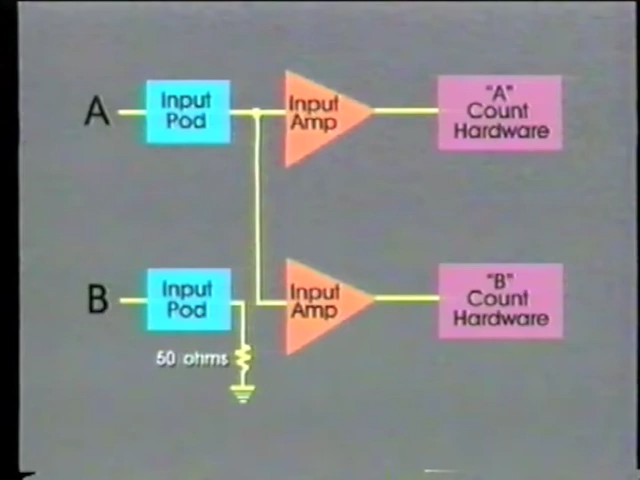 A
Input
Pod
Input
Amp
"A"
Count
Hardware
B
Input
Pod
Input
Amp
"B"
Count
Hardware
50 ohms